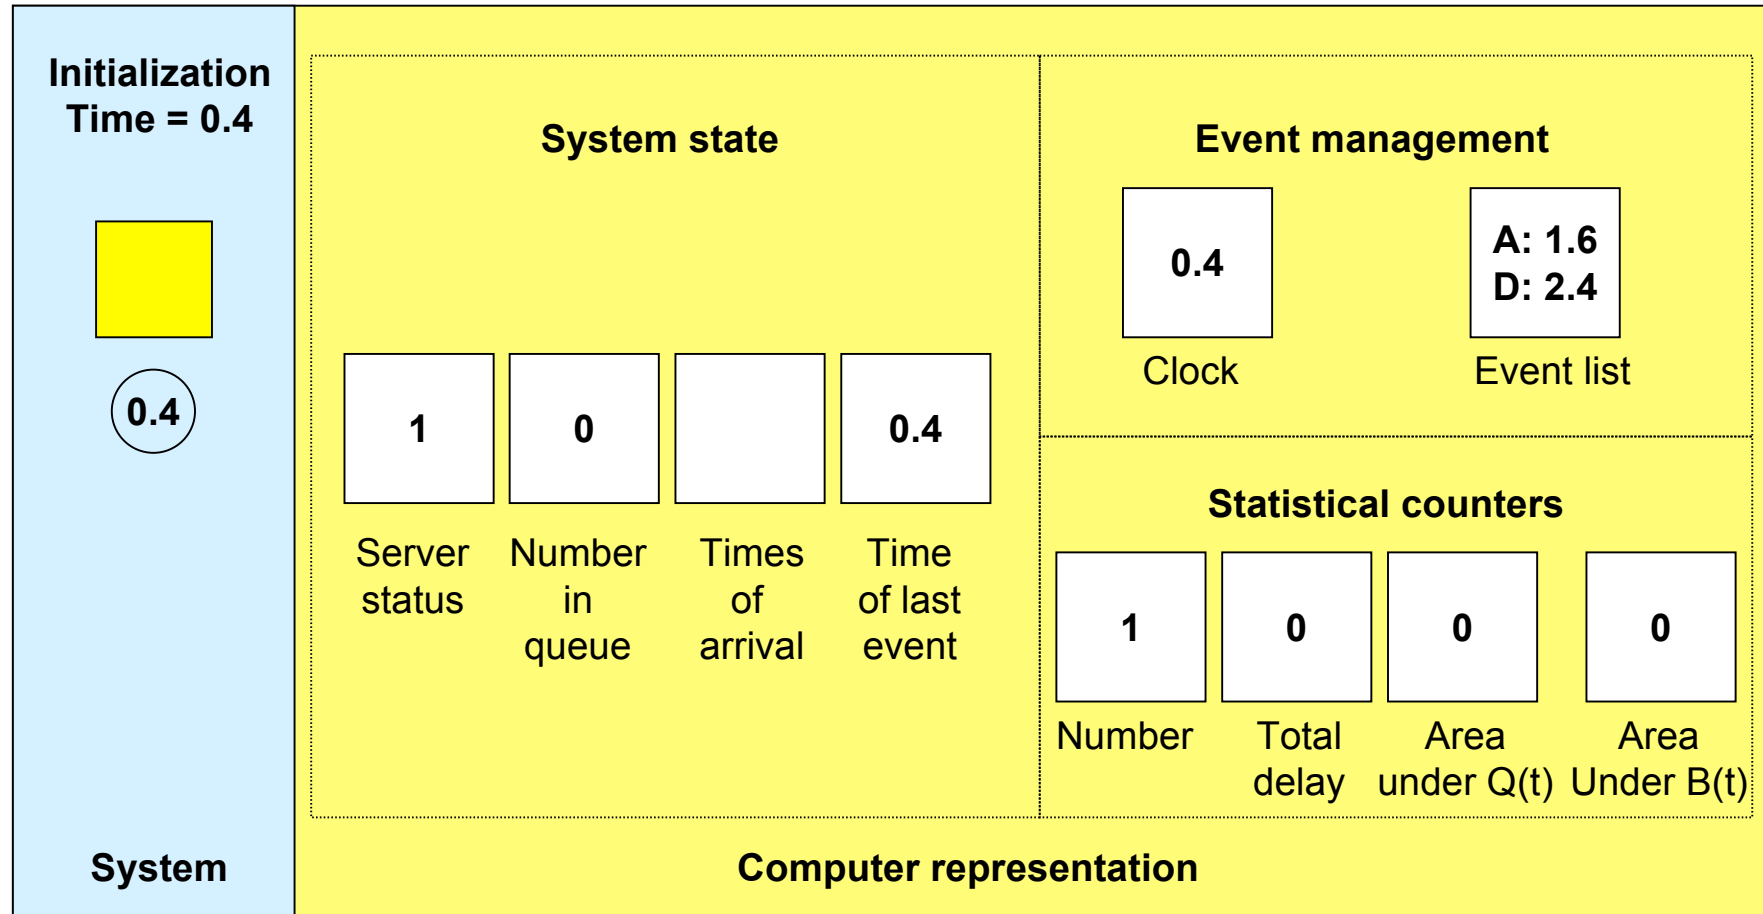 Initialization
Time = 0.4
0.4
System
System state
1
0
0.4
Server
status
Number
in
queue
Times
of
arrival
Time
of last
event
Event management
0.4
Clock
A: 1.6
D: 2.4
Event list
Statistical counters
1
0
0
0
Number
Total
delay
Area
under Q(t)
Area
Under B(t)
Computer representation